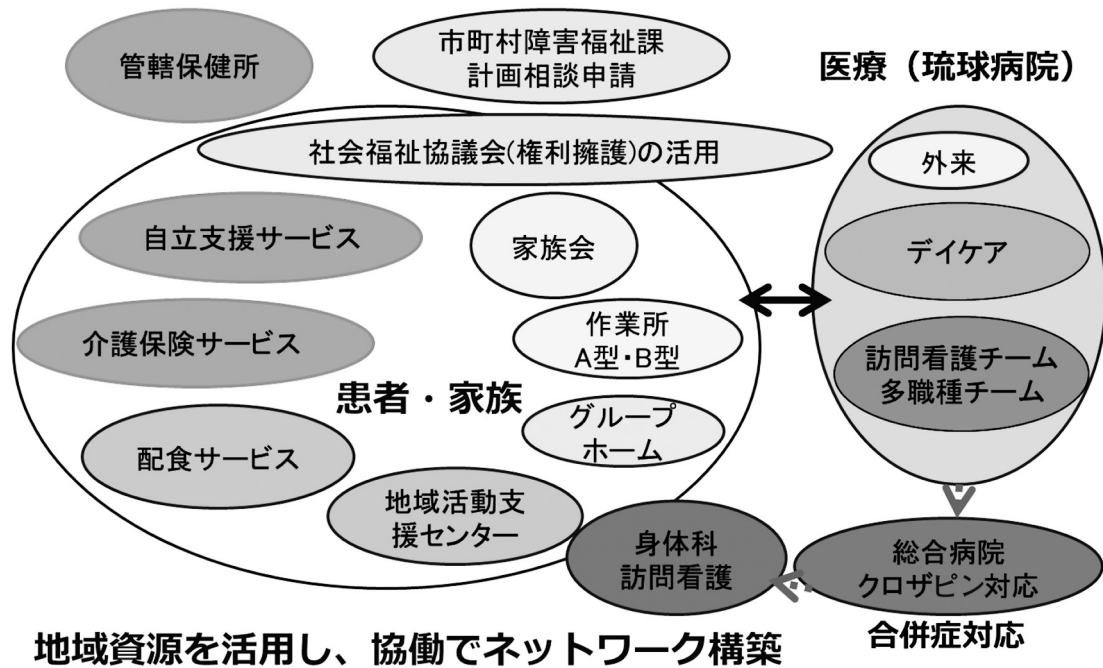 管轄保健所
市町村障害福祉課
計画相談申請
医療（琉球病院）
社会福祉協議会(権利擁護)の活用
外来
自立支援サービス
家族会
デイケア
介護保険サービス
作業所
A型・B型
訪問看護チーム
多職種チーム
患者・家族
グループ
ホーム
配食サービス
地域活動支
援センター
身体科
訪問看護
総合病院
クロザピン対応
合併症対応
地域資源を活用し、協働でネットワーク構築